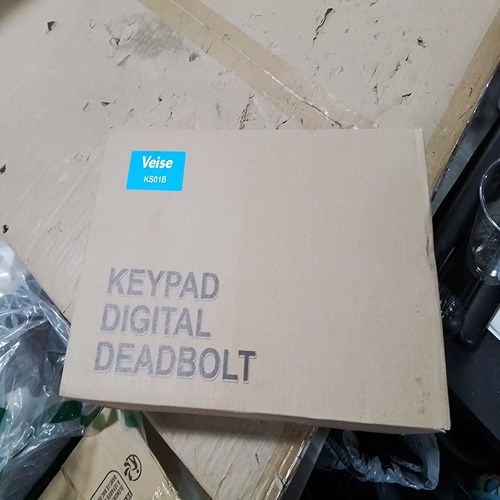 Veise
KS01B
KEYPAD
DIGITAL
DEADBOLT